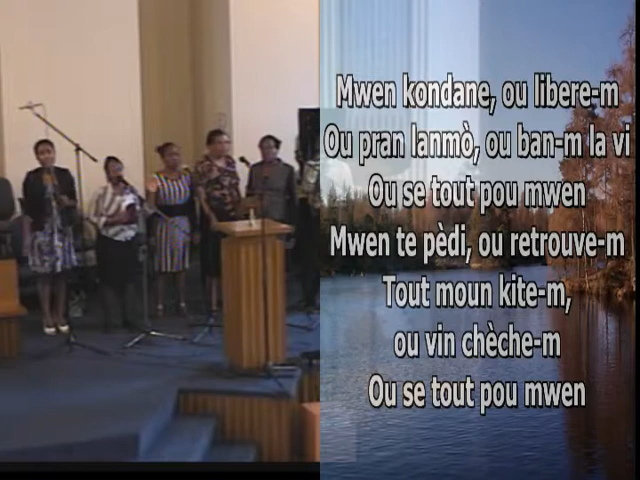 Mwen kondane, ou libere-m
Ou pran lanmò, ou ban-m la vi
Ou se tout pou mwen
Mwen te pèdi, ou retrouve-m
Tout moun kite-m,
ou vin chèche-m
Ou se tout pou mwen